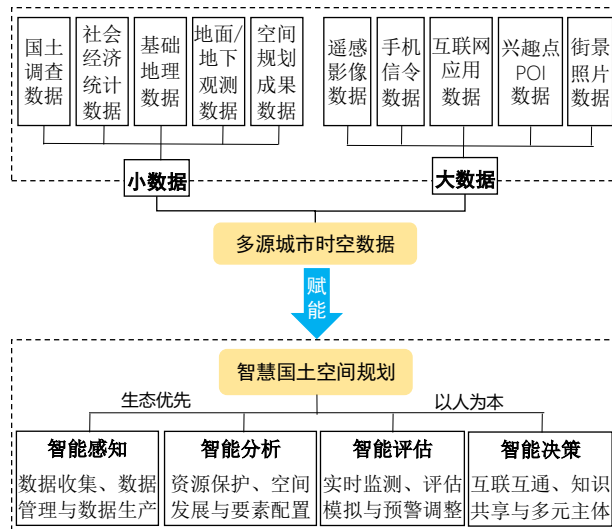 国土
调查
数据
社会
经济
统计
数据
基础
地理
数据
地面/
地下
观测
数据
空间
规划
成果
数据
遥感
影像
数据
手机
信令
数据
互联网
应用
数据
兴趣点
POI
数据
街景
照片
数据
小数据
大数据
多源城市时空数据
赋
能
智慧国土空间规划
生态优先
以人为本
智能感知
数据收集、数据
管理与数据生产
智能分析
资源保护、空间
发展与要素配置
智能评估
实时监测、评估
模拟与预警调整
智能决策
互联互通、知识
共享与多元主体